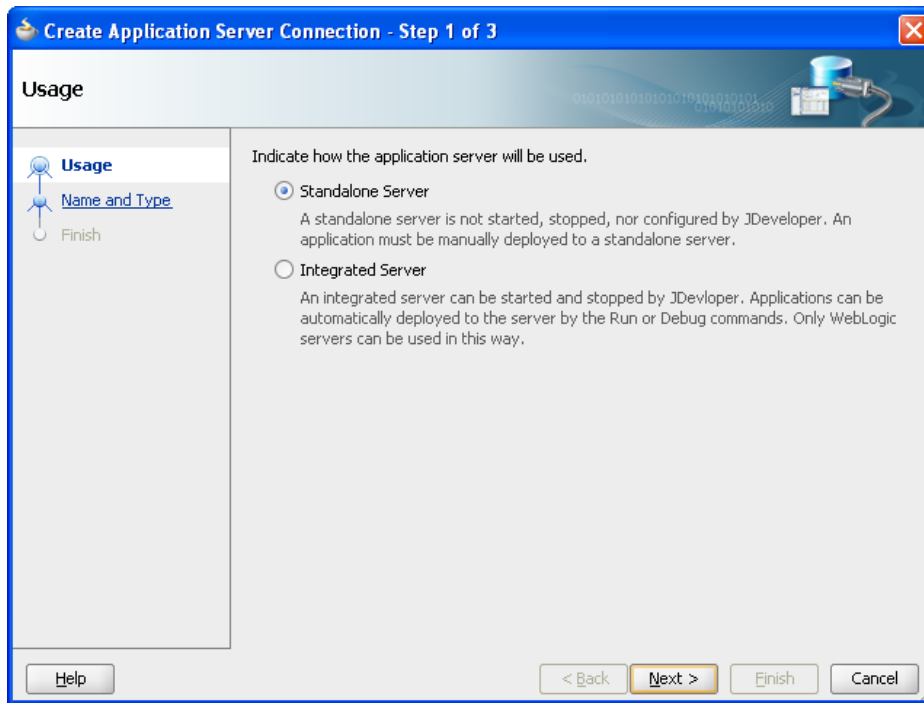 Create Application Server Connection - Step 1 of 3
Usage
Usage
Name and Type
Finish
Indicate how the application server will be used.
Standalone Server
A standalone server is not started, stopped, nor configured by JDeveloper. An
application must be manually deployed to a standalone server.
Integrated Server
An integrated server can be started and stopped by JDevloper. Applications can be
automatically deployed to the server by the Run or Debug commands. Only WebLogic
servers can be used in this way.
Help
< Back
Next >
Finish
Cancel